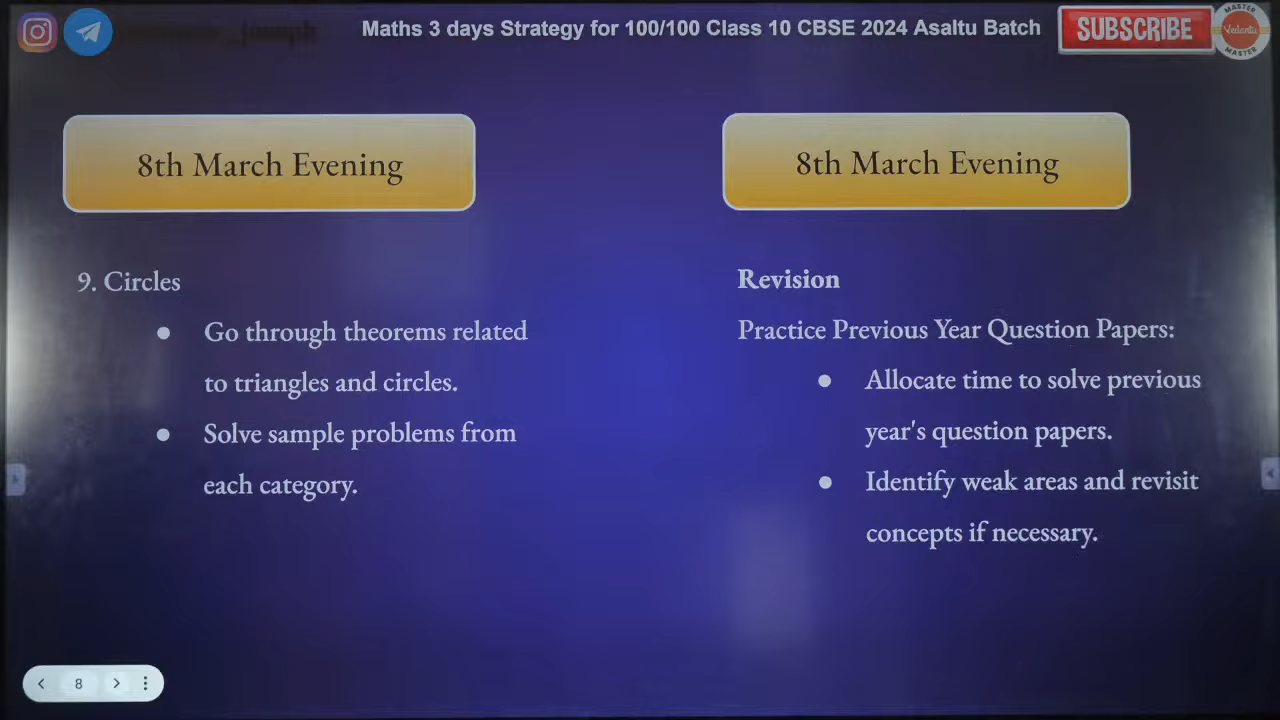 Maths 3 days Strategy for 100/100 Class 10 CBSE 2024 Asaltu Batch
SUBSCRIBE
MASTER
Vedantu
MASTER
8th March Evening
9. Circles
● Go through theorems related
to triangles and circles.
● Solve sample problems from
each category.
8th March Evening
Revision
Practice Previous Year Question Papers:
● Allocate time to solve previous
year's question papers.
● Identify weak areas and revisit
concepts if necessary.
8